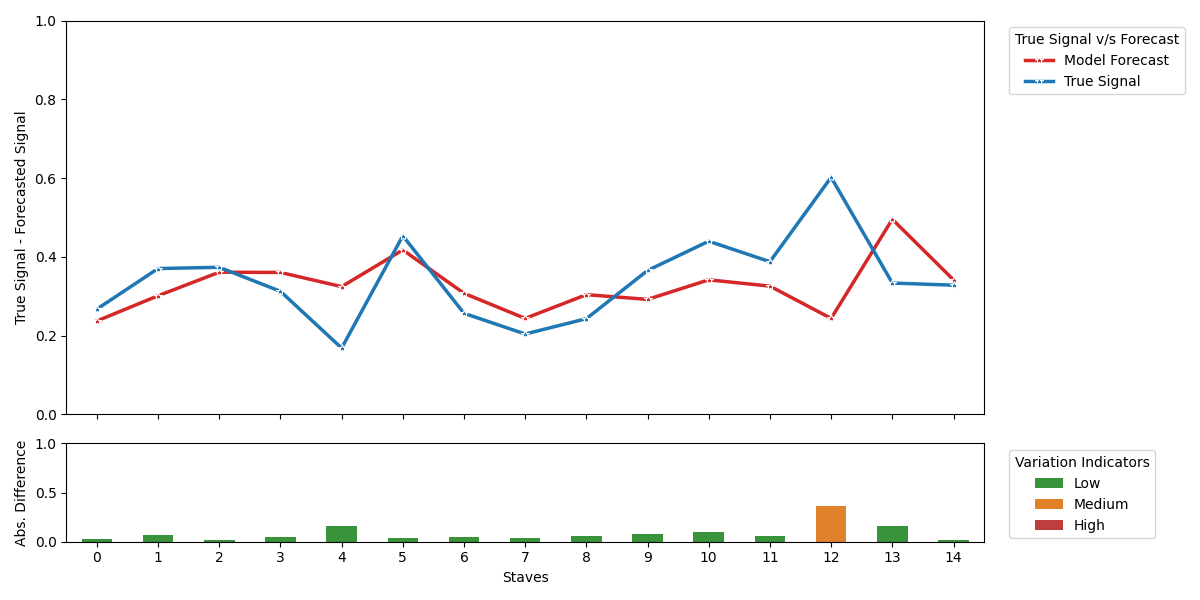 True Signal - Forecasted Signal
1.0
0.8
0.6
0.4
0.2
0.0
True Signal v/s Forecast
Model Forecast
True Signal
Abs. Difference
1.0
0.5
0.0
0 1 2 3 4 5 6 7 8 9 10 11 12 13 14
Staves
Variation Indicators
Low
Medium
High